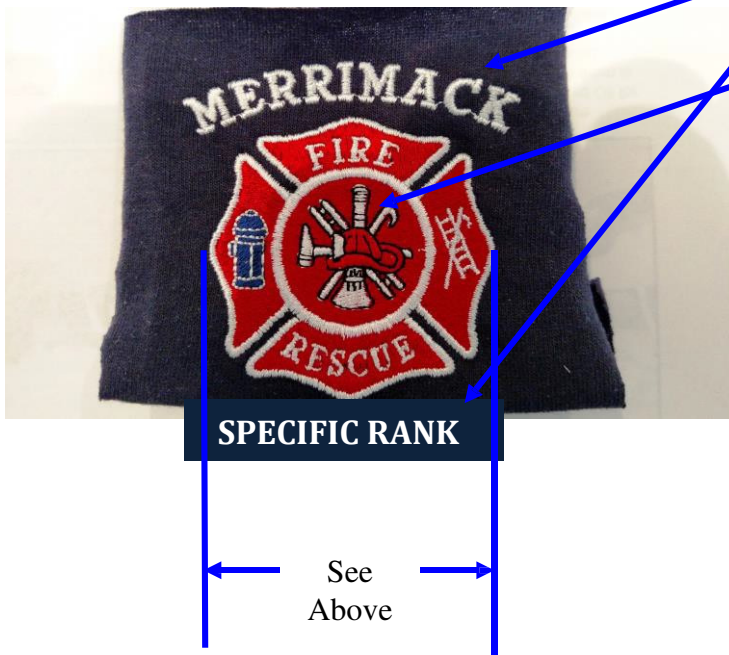 MERRIMACK
FIRE
RESCUE
SPECIFIC RANK
See
Above